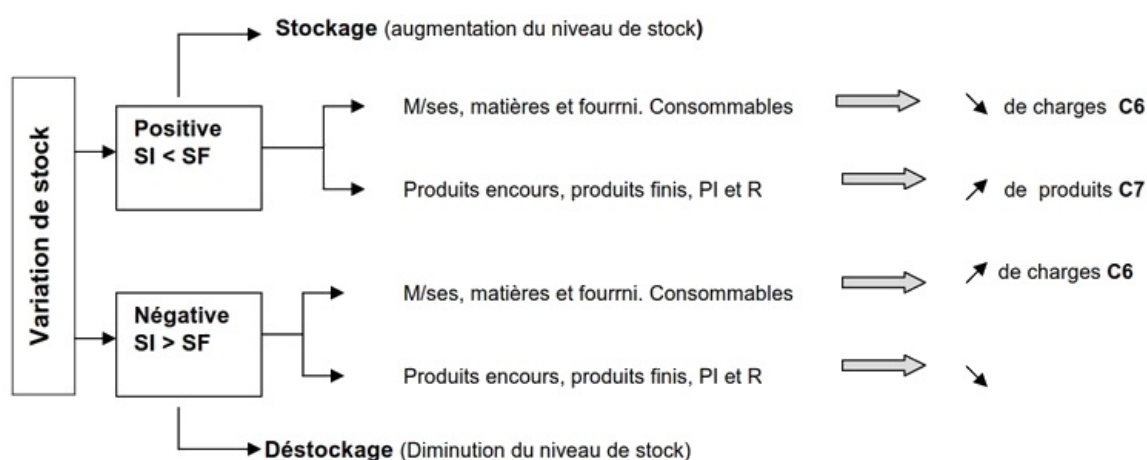 Stockage (augmentation du niveau de stock)
Variation de stock
Positive
SI < SF
M/ses, matières et fourrni. Consommables
de charges C6
Produits encours, produits finis, PI et R
de produits C7
Négative
SI > SF
M/ses, matières et fourrni. Consommables
de charges C6
Produits encours, produits finis, PI et R
Déstockage (Diminution du niveau de stock)